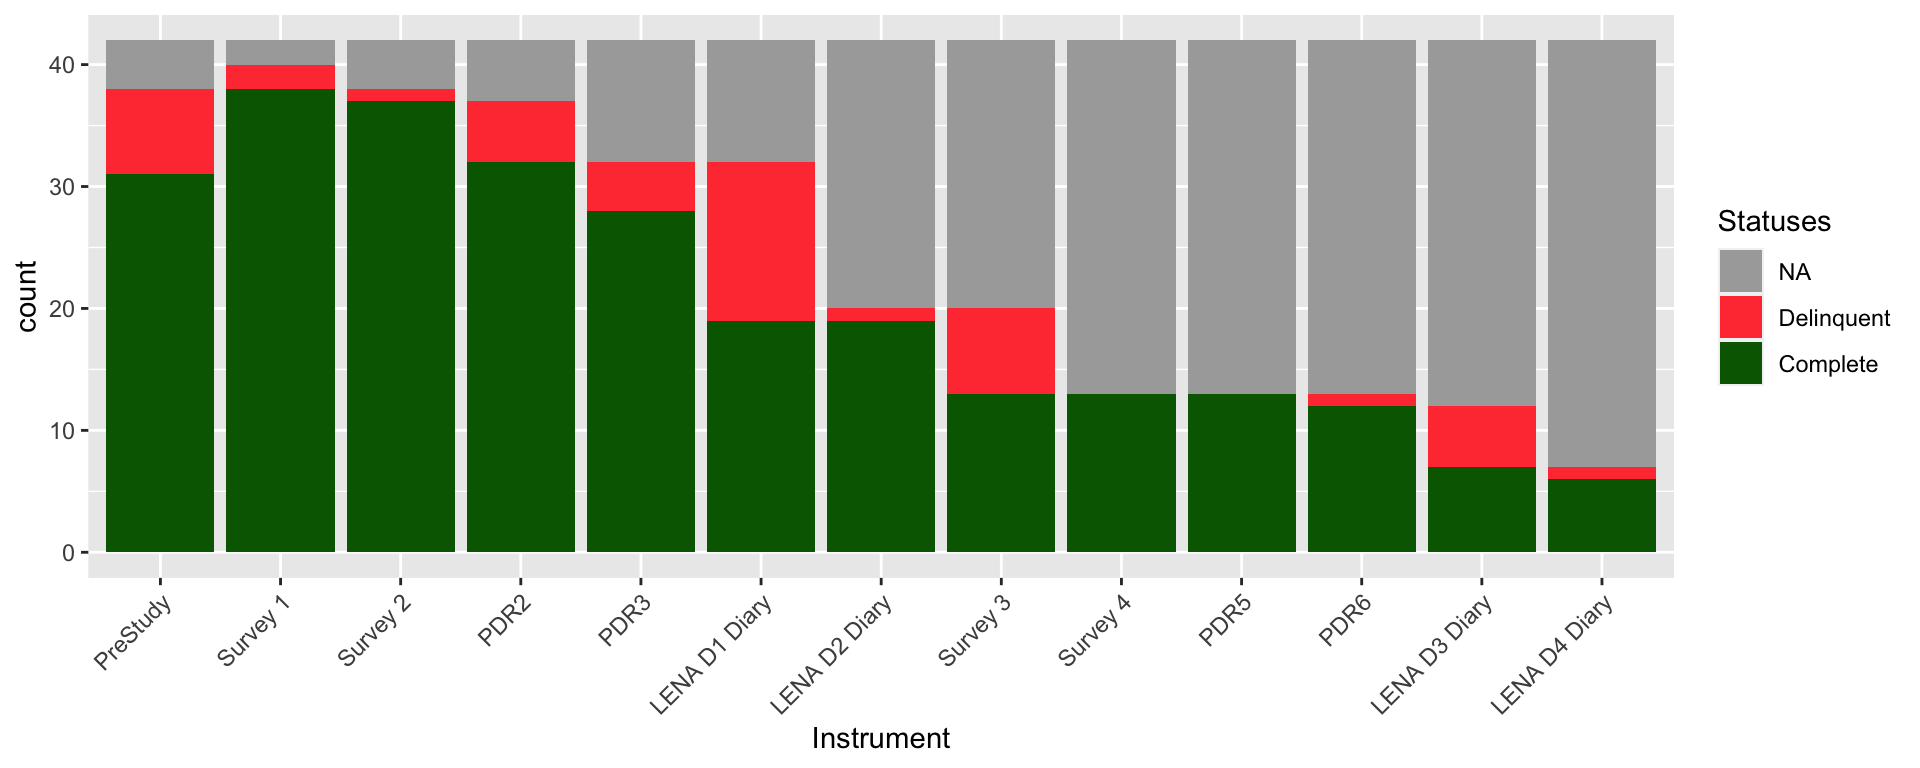 count
40
30
20
10
0
PreStudy
Survey 1
Survey 2
PDR2
PDR3
LENA D1 Diary
LENA D2 Diary
Survey 3
Survey 4
PDR5
PDR6
LENA D3 Diary
LENA D4 Diary
Instrument
Statuses
NA
Delinquent
Complete